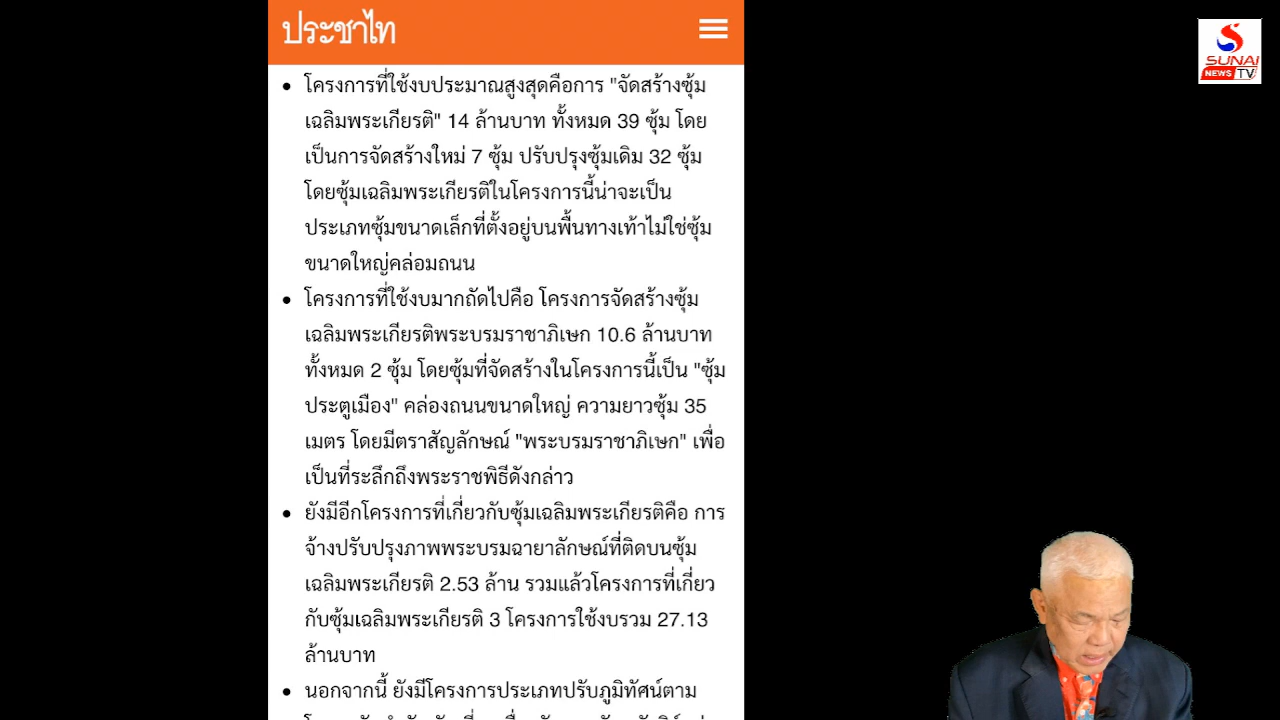 ประชาไท
SUNAI
NEWS TV
โครงการที่ใช้งบประมาณสูงสุดคือการ "จัดสร้างซุ้ม
เฉลิมพระเกียรติ" 14 ล้านบาท ทั้งหมด 39 ซุ้ม โดย
เป็นการจัดสร้างใหม่ 7 ซุ้ม ปรับปรุงซุ้มเดิม 32 ซุ้ม
โดยซุ้มเฉลิมพระเกียรติในโครงการนี้น่าจะเป็น
ประเภทซุ้มขนาดเล็กที่ตั้งอยู่บนพื้นทางเท้าไม่ใช่ซุ้ม
ขนาดใหญ่คล่อมถนน
โครงการที่ใช้งบมากถัดไปคือ โครงการจัดสร้างซุ้ม
เฉลิมพระเกียรติพระบรมราชาภิเษก 10.6 ล้านบาท
ทั้งหมด 2 ซุ้ม โดยซุ้มที่จัดสร้างในโครงการนี้เป็น "ซุ้ม
ประตูเมือง" คล่องถนนขนาดใหญ่ ความยาวซุ้ม 35
เมตร โดยมีตราสัญลักษณ์ "พระบรมราชาภิเษก" เพื่อ
เป็นที่ระลึกถึงพระราชพิธีดังกล่าว
ยังมีอีกโครงการที่เกี่ยวกับซุ้มเฉลิมพระเกียรติคือ การ
จ้างปรับปรุงภาพพระบรมฉายาลักษณ์ที่ติดบนซุ้ม
เฉลิมพระเกียรติ 2.53 ล้าน รวมแล้วโครงการที่เกี่ยว
กับซุ้มเฉลิมพระเกียรติ 3 โครงการใช้งบรวม 27.13
ล้านบาท
นอกจากนี้ ยังมีโครงการประเภทปรับภูมิทัศน์ตาม